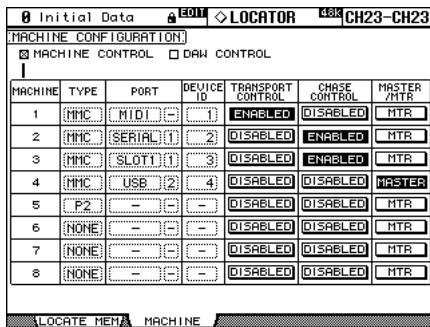 0 Initial Data EDIT ◇LOCATOR 48k CH23-CH23
MACHINE CONFIGURATION
☒ MACHINE CONTROL ☐ DAW CONTROL
MACHINE TYPE PORT DEVICE ID TRANSPORT CONTROL CHASE CONTROL MASTER /MTR
1 MMC MIDI - 1 ENABLED DISABLED MTR
2 MMC SERIAL 1 2 DISABLED ENABLED MTR
3 MMC SLOT1 1 3 DISABLED ENABLED MTR
4 MMC USB 2 4 DISABLED DISABLED MASTER
5 P2 — - — DISABLED DISABLED MTR
6 NONE — - — DISABLED DISABLED MTR
7 NONE — - — DISABLED DISABLED MTR
8 NONE — - — DISABLED DISABLED MTR
LOCATE MEM MACHINE